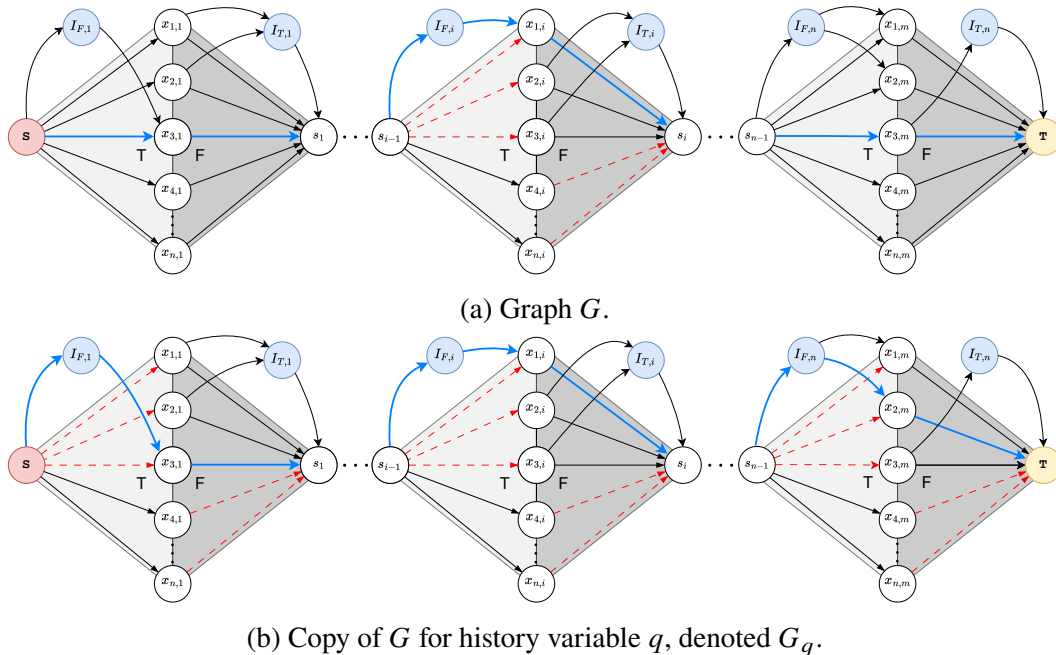 I_{F,1} x_{1,1} I_{T,1} I_{F,i} x_{1,i} I_{T,i} I_{F,n} x_{1,m} I_{T,n}
x_{2,1} x_{2,i} x_{2,m}
S x_{3,1} s_1 ··· s_{i−1} x_{3,i} s_i ··· s_{n−1} x_{3,m} T
T F T F T F
x_{4,1} x_{4,i} x_{4,m}
x_{n,1} x_{n,i} x_{n,m}
(a) Graph G.
I_{F,1} x_{1,1} I_{T,1} I_{F,i} x_{1,i} I_{T,i} I_{F,n} x_{1,m} I_{T,n}
x_{2,1} x_{2,i} x_{2,m}
S x_{3,1} s_1 ··· s_{i−1} x_{3,i} s_i ··· s_{n−1} x_{3,m} T
T F T F T F
x_{4,1} x_{4,i} x_{4,m}
x_{n,1} x_{n,i} x_{n,m}
(b) Copy of G for history variable q, denoted G_q.